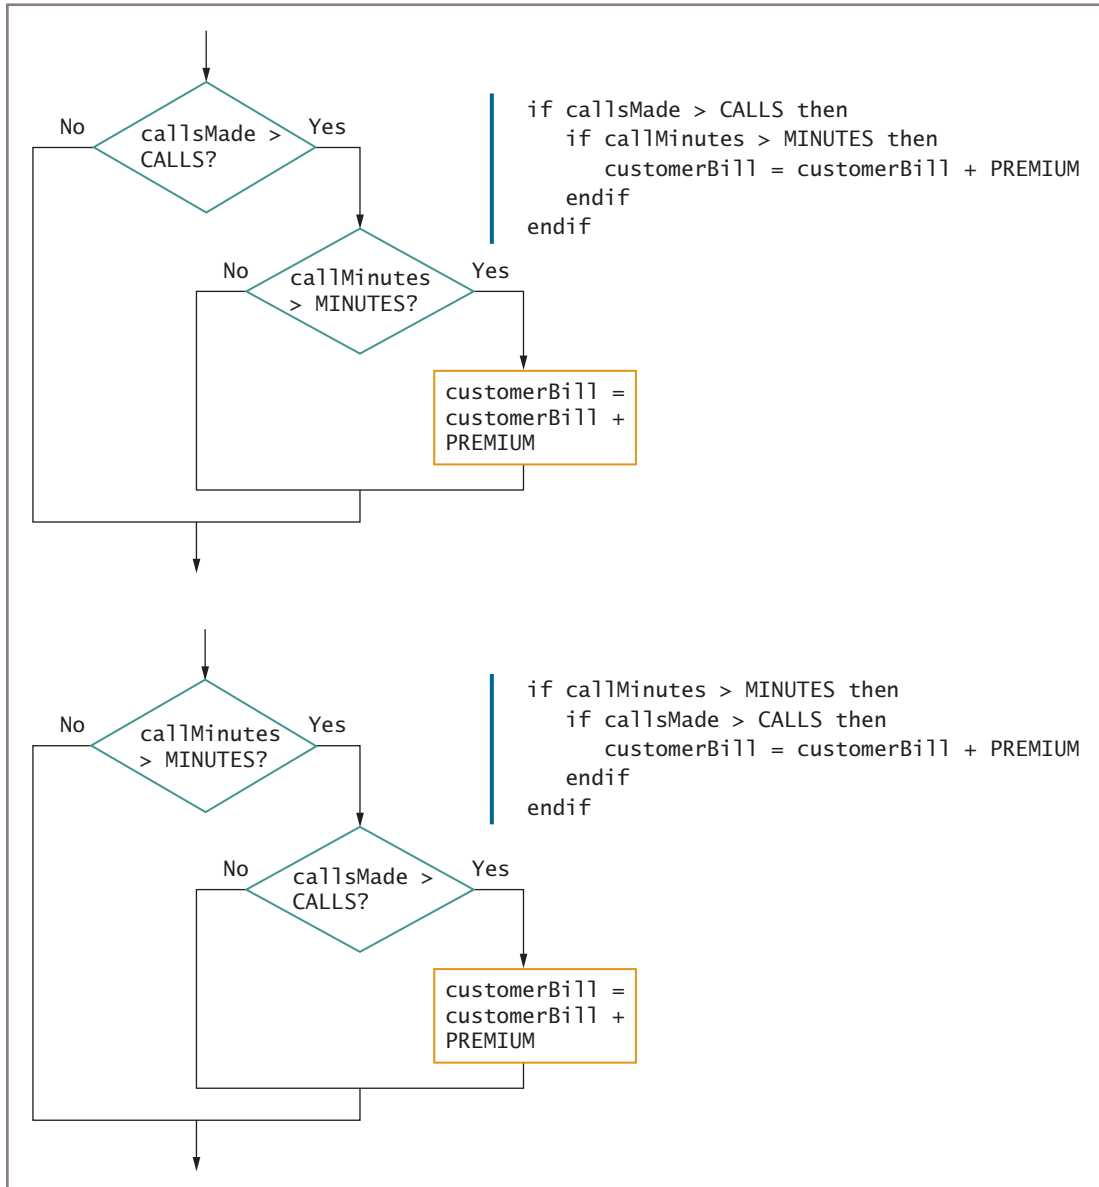 No
callsMade >
CALLS?
Yes
if callsMade > CALLS then
if callMinutes > MINUTES then
customerBill = customerBill + PREMIUM
endif
endif
No
callMinutes
> MINUTES?
Yes
customerBill =
customerBill +
PREMIUM
No
callMinutes
> MINUTES?
Yes
if callMinutes > MINUTES then
if callsMade > CALLS then
customerBill = customerBill + PREMIUM
endif
endif
No
callsMade >
CALLS?
Yes
customerBill =
customerBill +
PREMIUM